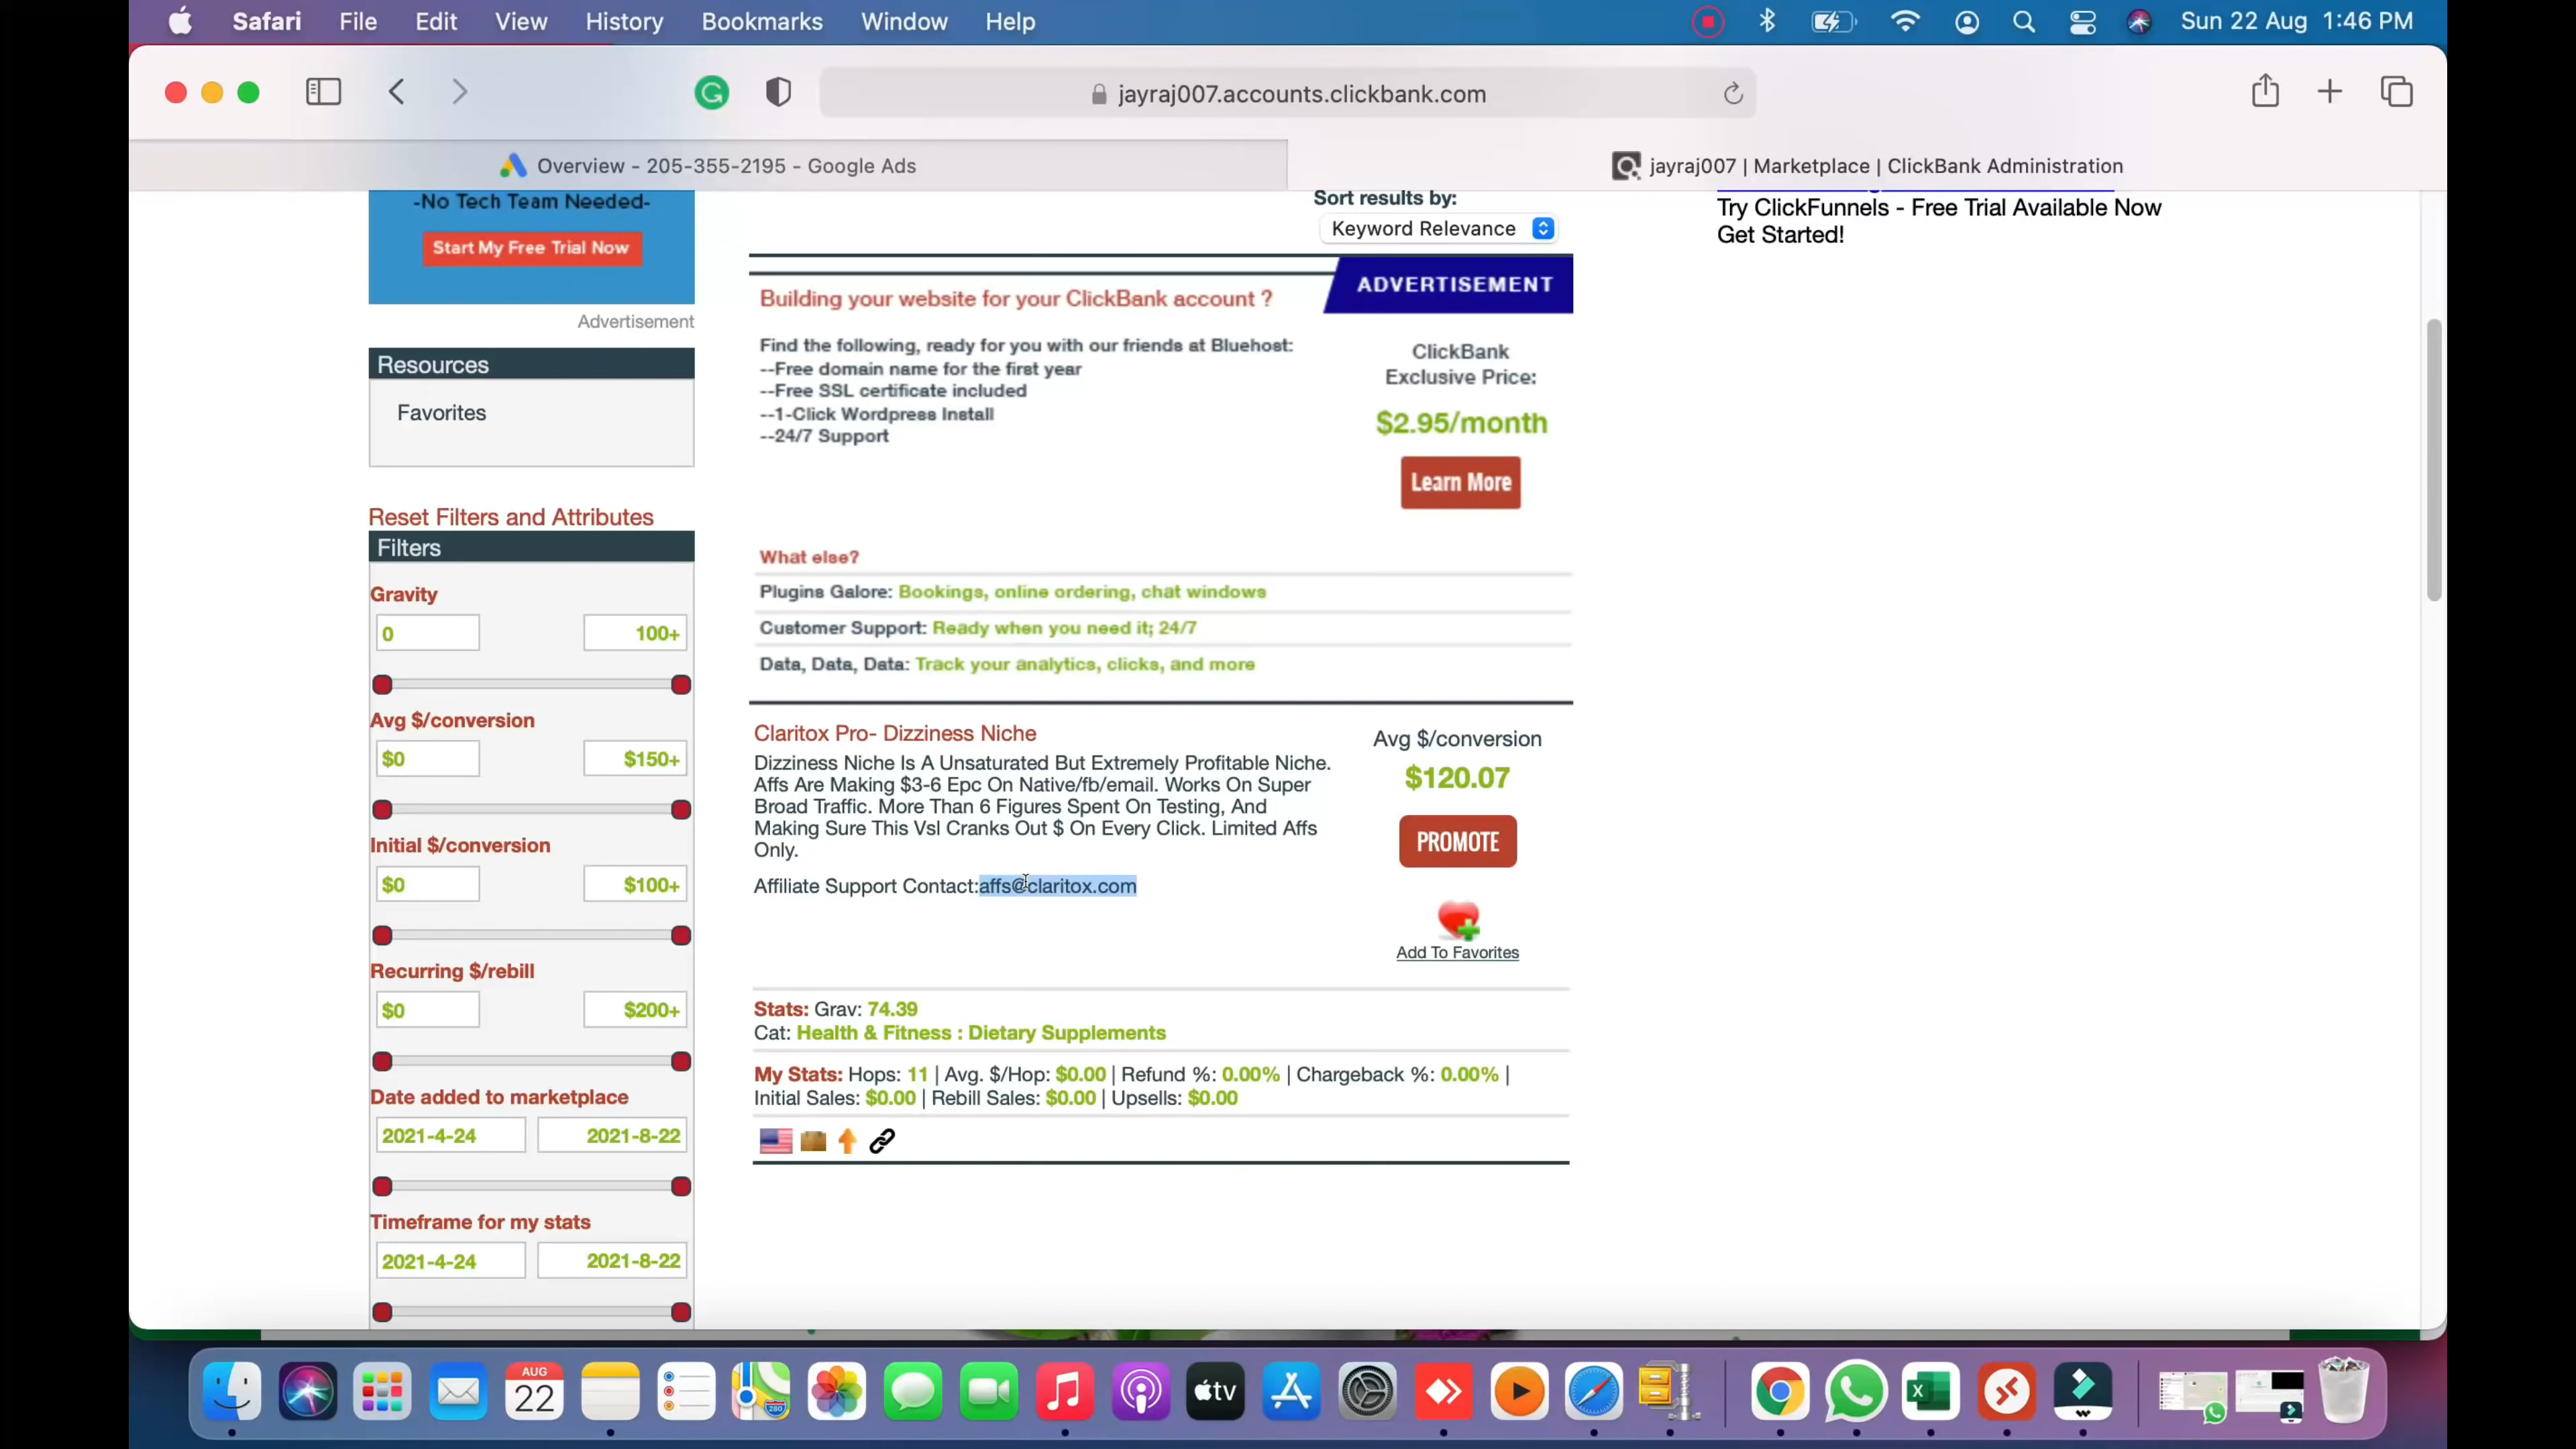 Safari File Edit View History Bookmarks Window Help Sun 22 Aug 1:46 PM
jayraj007.accounts.clickbank.com
Overview - 205-355-2195 - Google Ads
jayraj007 | Marketplace | ClickBank Administration
-No Tech Team Needed-
Start My Free Trial Now
Advertisement
Resources
Favorites
Reset Filters and Attributes
Filters
Gravity
0 100+
Avg $/conversion
$0 $150+
Initial $/conversion
$0 $100+
Recurring $/rebill
$0 $200+
Date added to marketplace
2021-4-24 2021-8-22
Timeframe for my stats
2021-4-24 2021-8-22
Sort results by:
Keyword Relevance
ADVERTISEMENT
Building your website for your ClickBank account ?
Find the following, ready for you with our friends at Bluehost:
--Free domain name for the first year
--Free SSL certificate included
--1-Click Wordpress Install
--24/7 Support
ClickBank
Exclusive Price:
$2.95/month
Learn More
What else?
Plugins Galore: Bookings, online ordering, chat windows
Customer Support: Ready when you need it; 24/7
Data, Data, Data: Track your analytics, clicks, and more
Claritox Pro- Dizziness Niche
Dizziness Niche Is A Unsaturated But Extremely Profitable Niche.
Affs Are Making $3-6 Epc On Native/fb/email. Works On Super
Broad Traffic. More Than 6 Figures Spent On Testing, And
Making Sure This Vsl Cranks Out $ On Every Click. Limited Affs
Only.
Affiliate Support Contact:affs@claritox.com
Avg $/conversion
$120.07
PROMOTE
Add To Favorites
Stats: Grav: 74.39
Cat: Health & Fitness : Dietary Supplements
My Stats: Hops: 11 | Avg. $/Hop: $0.00 | Refund %: 0.00% | Chargeback %: 0.00% |
Initial Sales: $0.00 | Rebill Sales: $0.00 | Upsells: $0.00
Try ClickFunnels - Free Trial Available Now
Get Started!
AUG
22
tv
280
X